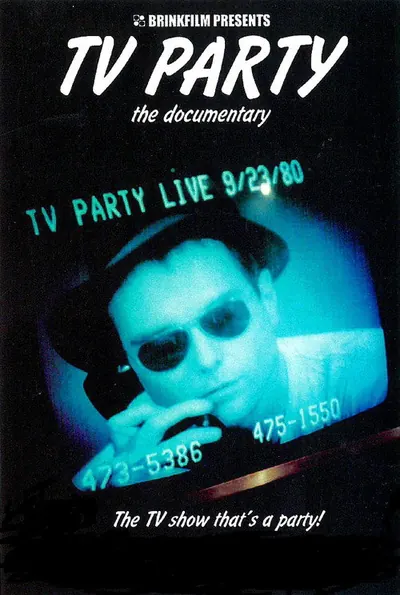 BRINKFILM PRESENTS
TV PARTY
the documentary
TV PARTY LIVE 9/23/80
473-5386
475-1550
The TV show that's a party!